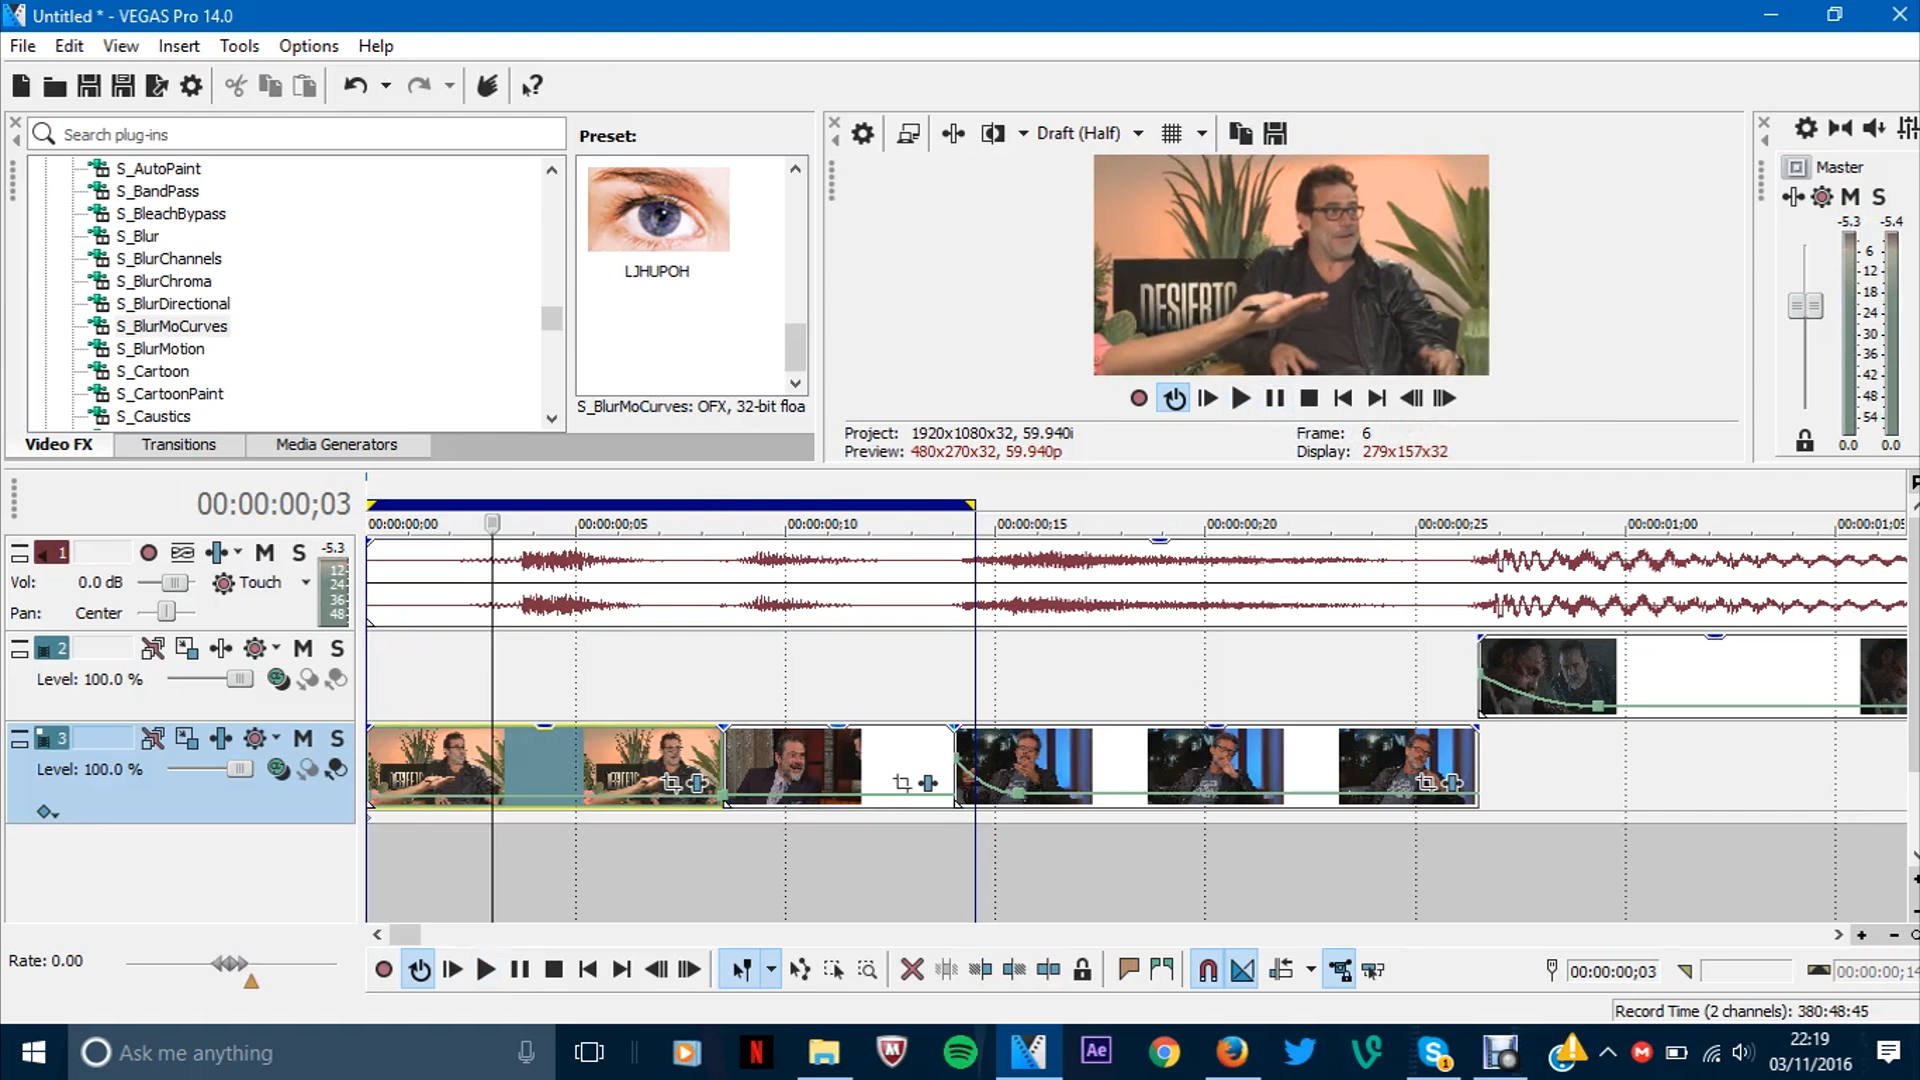 Untitled * - VEGAS Pro 14.0
File Edit View Insert Tools Options Help
Search plug-ins
Preset:
S_AutoPaint
S_BandPass
S_BleachBypass
S_Blur
S_BlurChannels
S_BlurChroma
S_BlurDirectional
S_BlurMoCurves
S_BlurMotion
S_Cartoon
S_CartoonPaint
S_Caustics
LJHUPOH
S_BlurMoCurves: OFX, 32-bit floa
Video FX Transitions Media Generators
Draft (Half)
DESIERTO
Project: 1920x1080x32, 59.940i
Preview: 480x270x32, 59.940p
Frame: 6
Display: 279x157x32
Master
M S
-5.3 -5.4
6
12
18
24
30
36
42
48
54
0.0 0.0
00:00:00;03
00:00:00;00 00:00:00;05 00:00:00;10 00:00:00;15 00:00:00;20 00:00:00;25 00:00:01;00 00:00:01;05
1 M S -5.3
12
24
36
48
Vol: 0.0 dB Touch
Pan: Center
2 M S
Level: 100.0 %
3 M S
Level: 100.0 %
Rate: 0.00
00:00:00;03 00:00:00;14
Record Time (2 channels): 380:48:45
Ask me anything
Ae
22:19
03/11/2016